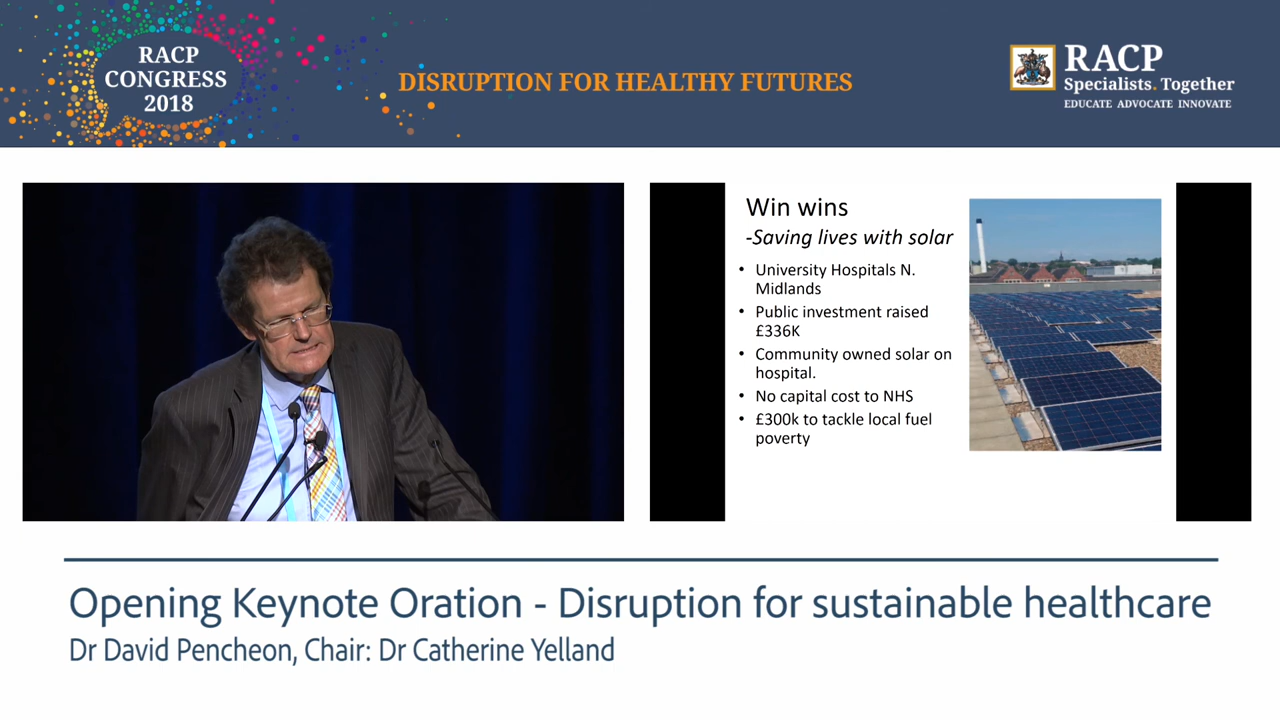 RACP
CONGRESS
2018
DISRUPTION FOR HEALTHY FUTURES
RACP
Specialists. Together
EDUCATE ADVOCATE INNOVATE
Win wins
-Saving lives with solar
• University Hospitals N.
Midlands
• Public investment raised
£336K
• Community owned solar on
hospital.
• No capital cost to NHS
• £300k to tackle local fuel
poverty
Opening Keynote Oration - Disruption for sustainable healthcare
Dr David Pencheon, Chair: Dr Catherine Yelland